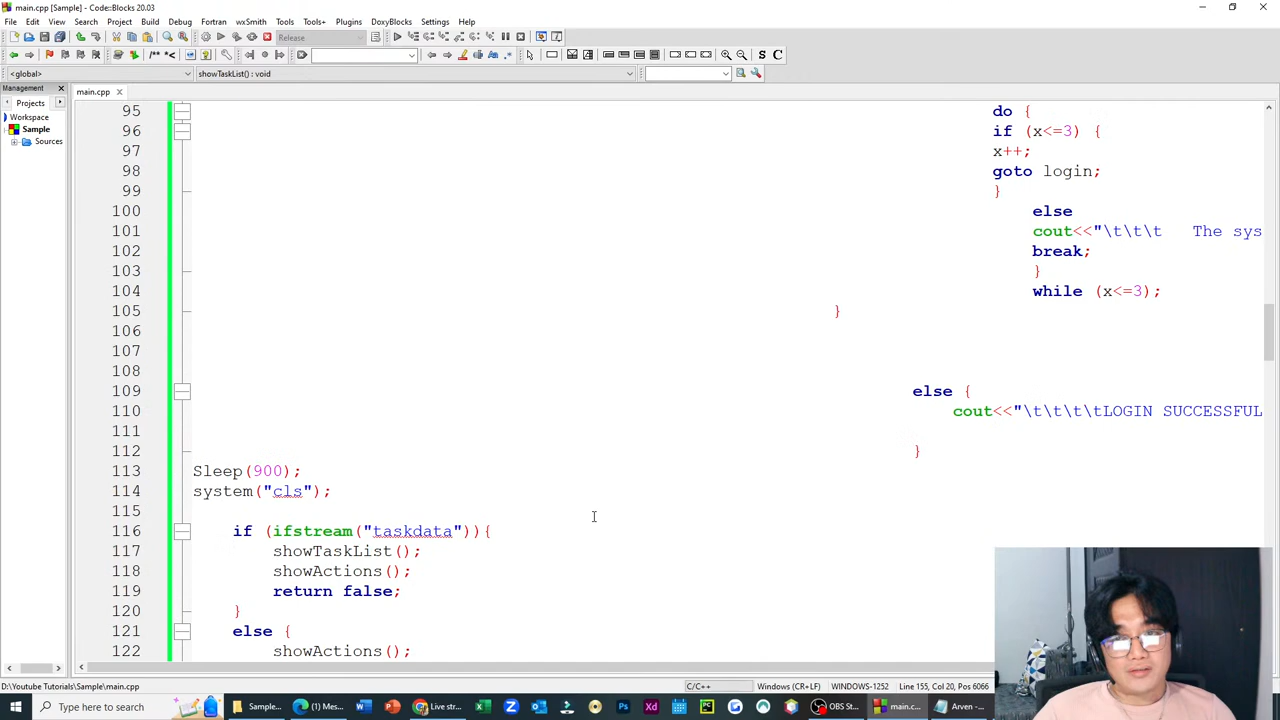 main.cpp [Sample] - Code::Blocks 20.03
File Edit View Search Project Build Debug Fortran wxSmith Tools Tools+ Plugins DoxyBlocks Settings Help
Release
/** *< S C
<global> showTaskList() : void
Management
main.cpp
Projects
Workspace
Sample
Sources
95 do {
96 if (x<=3) {
97 x++;
98 goto login;
99 }
100 else
101 cout<<"\t\t\t The sys
102 break;
103 }
104 while (x<=3);
105 }
106
107
108
109 else {
110 cout<<"\t\t\t\tLOGIN SUCCESSFUL
111
112 }
113 Sleep(900);
114 system("cls");
115
116 if (ifstream("taskdata")){
117 showTaskList();
118 showActions();
119 return false;
120 }
121 else {
122 showActions();
D:\Youtube Tutorials\Sample\main.cpp C/C++ Windows (CR+LF) WINDOWS-1252 Line 155, Col 20, Pos 6066
Type here to search Sample... (1) Mes... Live str... OBS St... main.c... Arven - ...